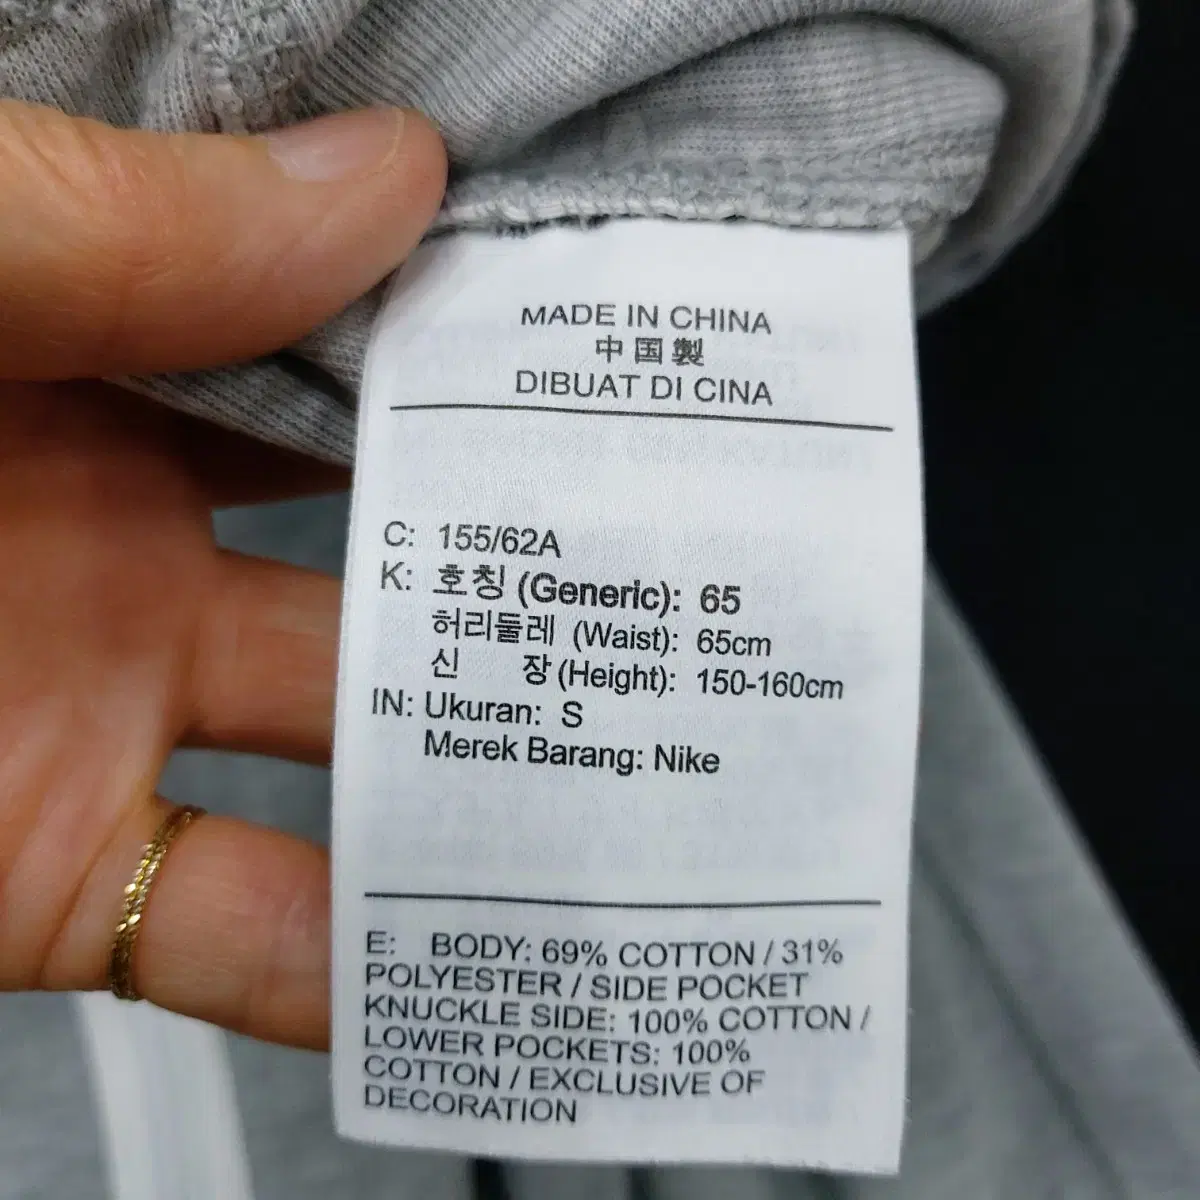 MADE IN CHINA
中国製
DIBUAT DI CINA
C: 155/62A
K: 호칭 (Generic): 65
허리둘레 (Waist): 65cm
신 장 (Height): 150-160cm
IN: Ukuran: S
Merek Barang: Nike
E: BODY: 69% COTTON / 31%
POLYESTER / SIDE POCKET
KNUCKLE SIDE: 100% COTTON /
LOWER POCKETS: 100%
COTTON / EXCLUSIVE OF
DECORATION